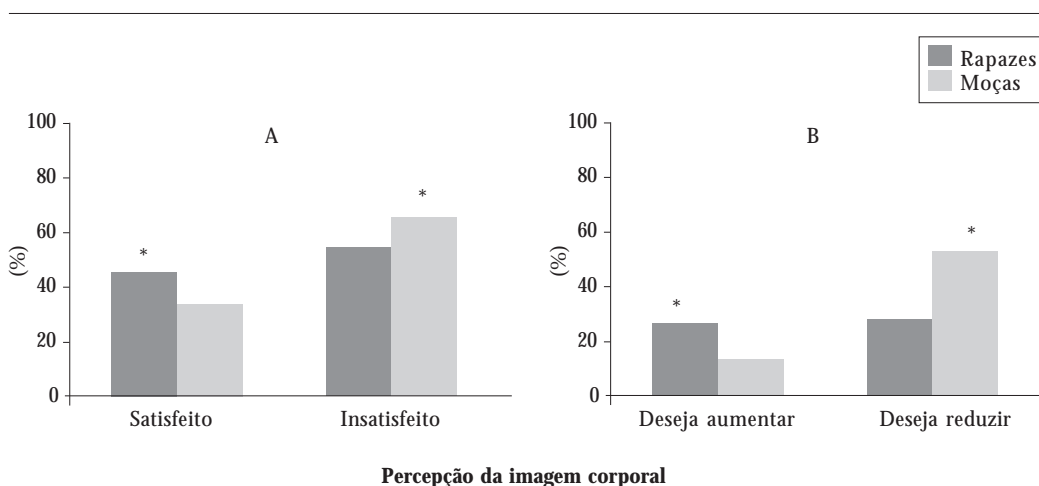 Rapazes
Moças
A
100
80
60
40
20
0
(%)
*
*
Satisfeito
Insatisfeito
B
100
80
60
40
20
0
(%)
*
*
Deseja aumentar
Deseja reduzir
Percepção da imagem corporal